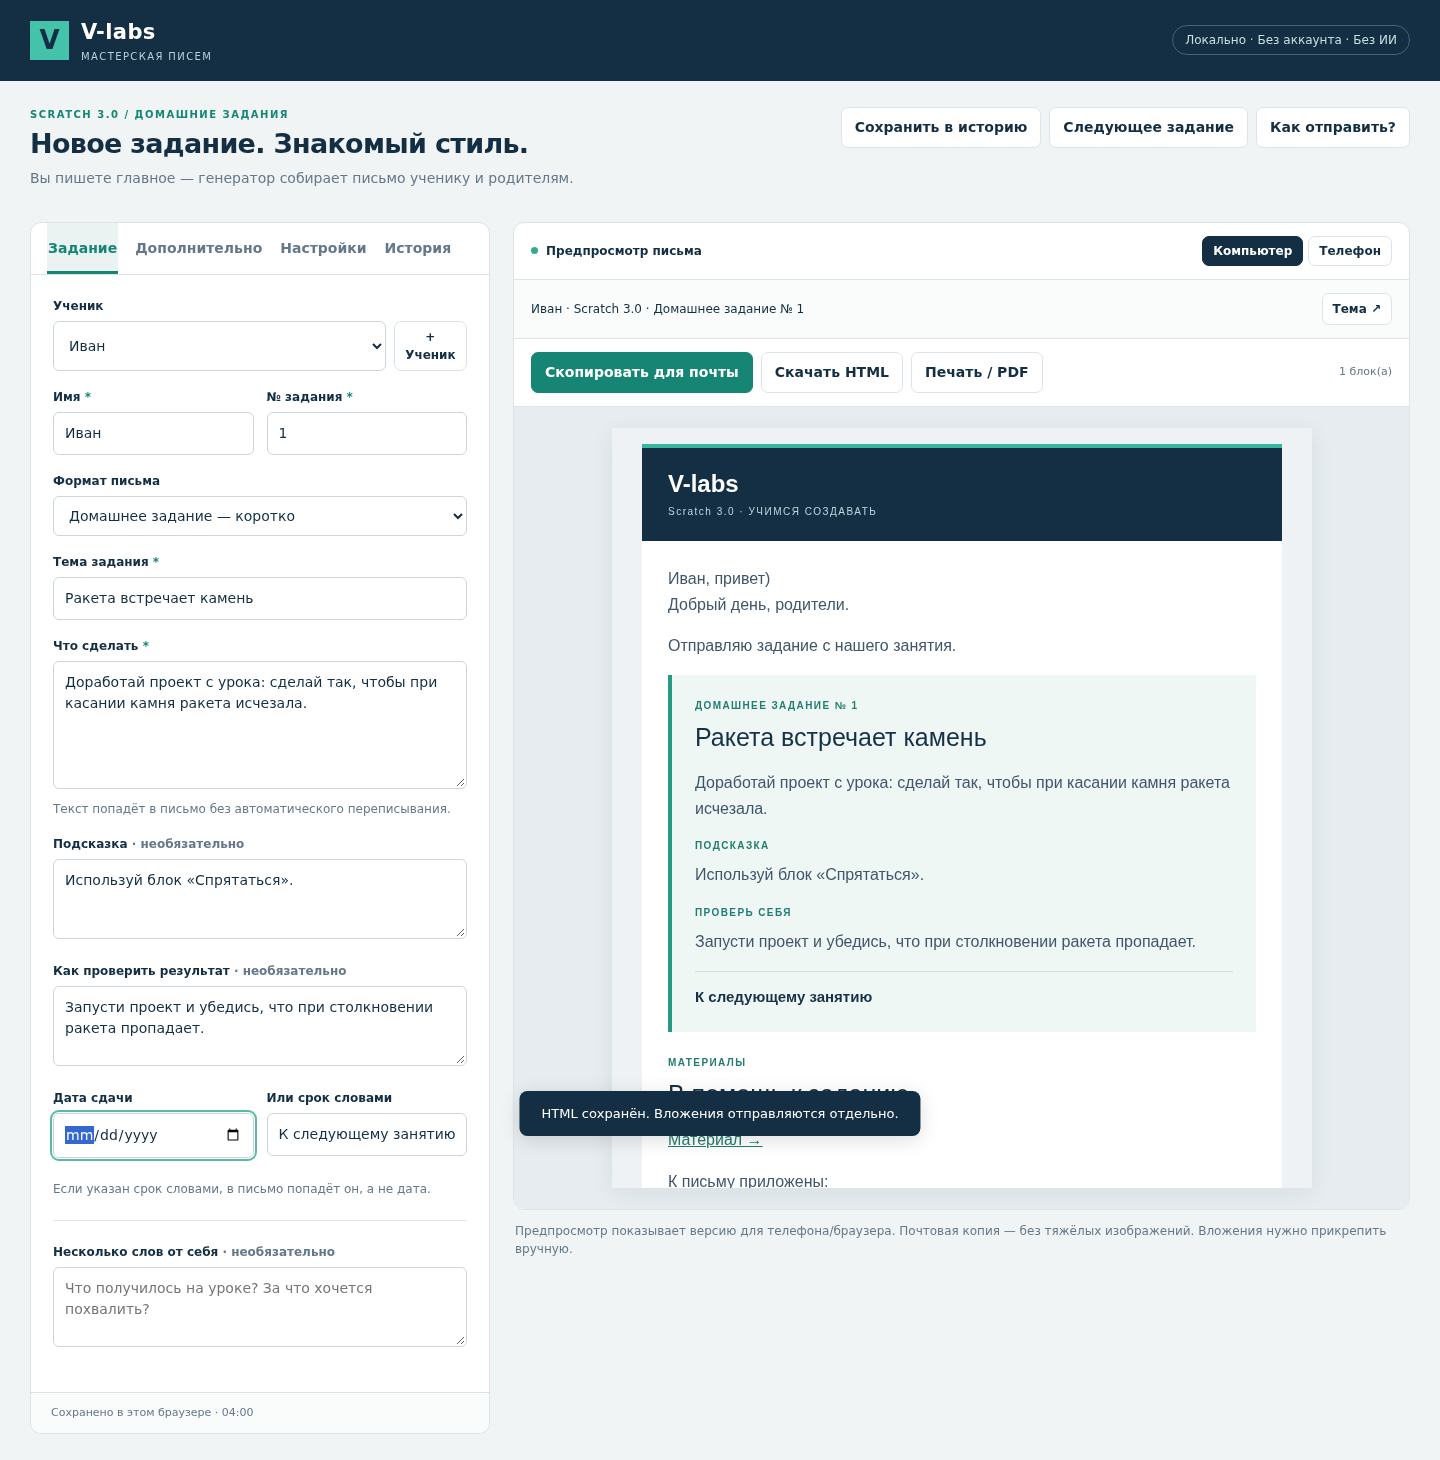 V
V-labs
МАСТЕРСКАЯ ПИСЕМ
Локально · Без аккаунта · Без ИИ
SCRATCH 3.0 / ДОМАШНИЕ ЗАДАНИЯ
Новое задание. Знакомый стиль.
Вы пишете главное — генератор собирает письмо ученику и родителям.
Сохранить в историю
Следующее задание
Как отправить?
Задание
Дополнительно
Настройки
История
Ученик
Иван
+
Ученик
Имя *
№ задания *
Иван
1
Формат письма
Домашнее задание — коротко
Тема задания *
Ракета встречает камень
Что сделать *
Доработай проект с урока: сделай так, чтобы при
касании камня ракета исчезала.
Текст попадёт в письмо без автоматического переписывания.
Подсказка · необязательно
Используй блок «Спрятаться».
Как проверить результат · необязательно
Запусти проект и убедись, что при столкновении
ракета пропадает.
Дата сдачи
Или срок словами
mm/dd/yyyy
К следующему занятию
Если указан срок словами, в письмо попадёт он, а не дата.
Несколько слов от себя · необязательно
Что получилось на уроке? За что хочется
похвалить?
Сохранено в этом браузере · 04:00
Предпросмотр письма
Компьютер
Телефон
Иван · Scratch 3.0 · Домашнее задание № 1
Тема ↗
Скопировать для почты
Скачать HTML
Печать / PDF
1 блок(а)
V-labs
Scratch 3.0 · УЧИМСЯ СОЗДАВАТЬ
Иван, привет)
Добрый день, родители.
Отправляю задание с нашего занятия.
ДОМАШНЕЕ ЗАДАНИЕ № 1
Ракета встречает камень
Доработай проект с урока: сделай так, чтобы при касании камня ракета
исчезала.
ПОДСКАЗКА
Используй блок «Спрятаться».
ПРОВЕРЬ СЕБЯ
Запусти проект и убедись, что при столкновении ракета пропадает.
К следующему занятию
МАТЕРИАЛЫ
В помощь к заданию
HTML сохранён. Вложения отправляются отдельно.
Материал →
К письму приложены:
Предпросмотр показывает версию для телефона/браузера. Почтовая копия — без тяжёлых изображений. Вложения нужно прикрепить
вручную.